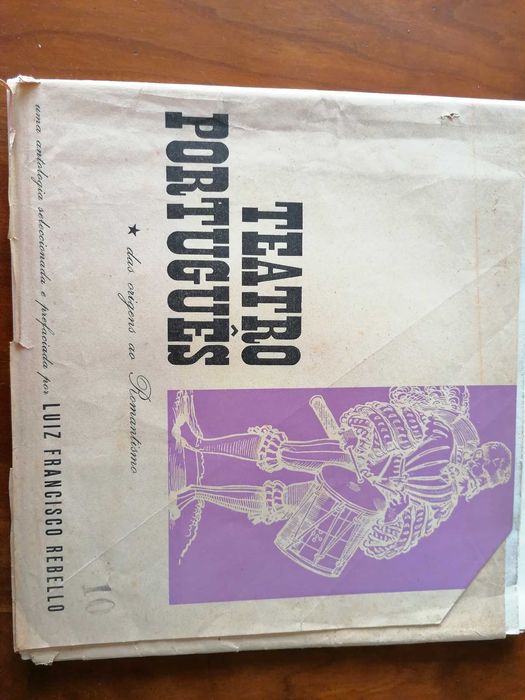 TEATRO
PORTUGUÊS
★ das origens ao Romantismo
uma antologia seleccionada e prefaciada por LUIZ FRANCISCO REBELLO
10